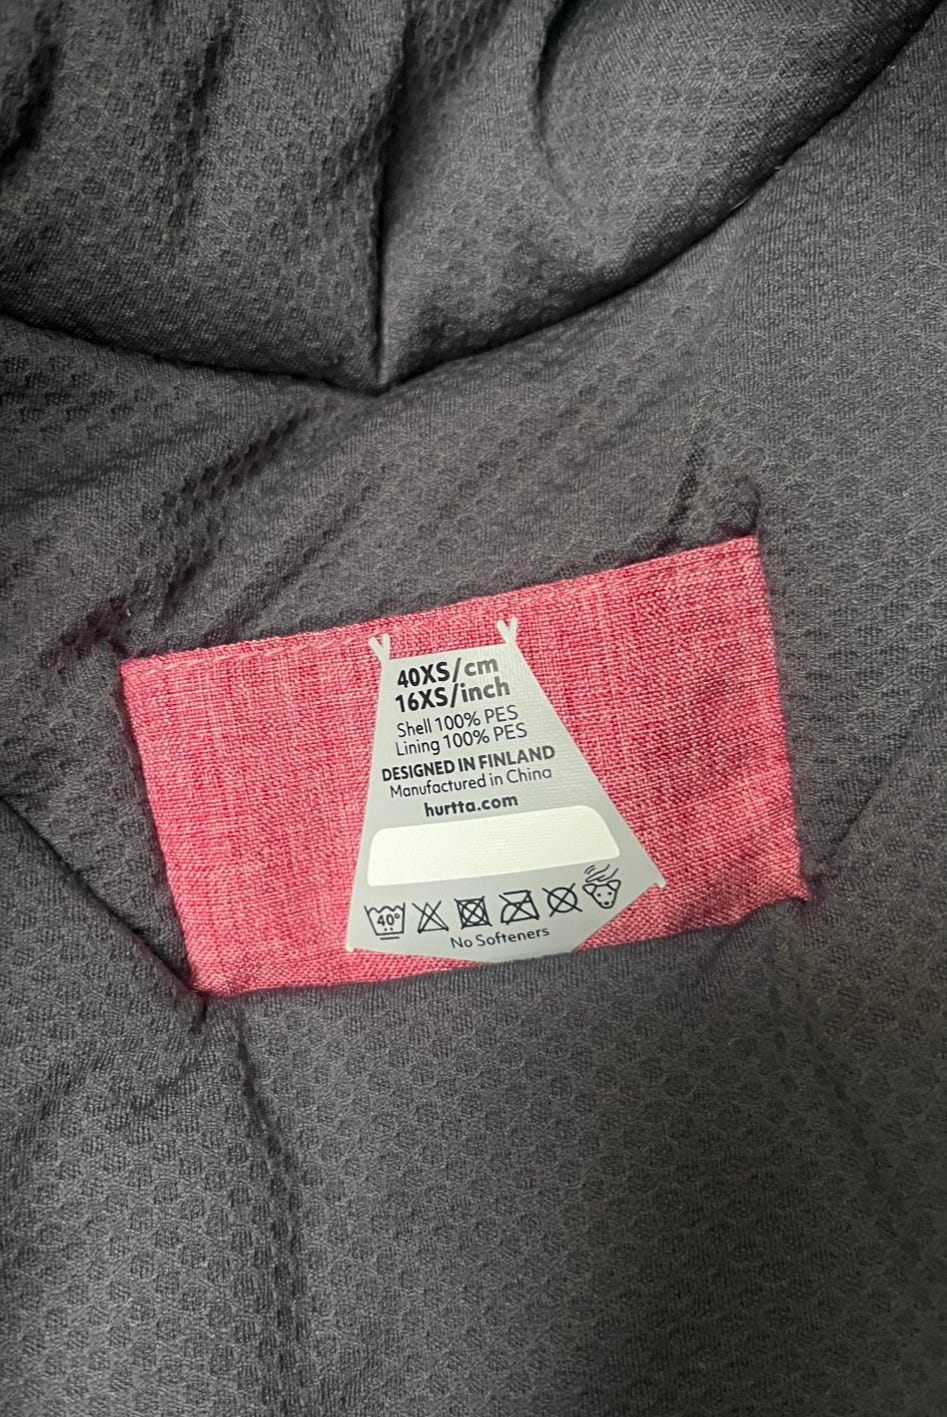 40XS/cm
16XS/inch
Shell 100% PES
Lining 100% PES
DESIGNED IN FINLAND
Manufactured in China
hurtta.com
40°
No Softeners